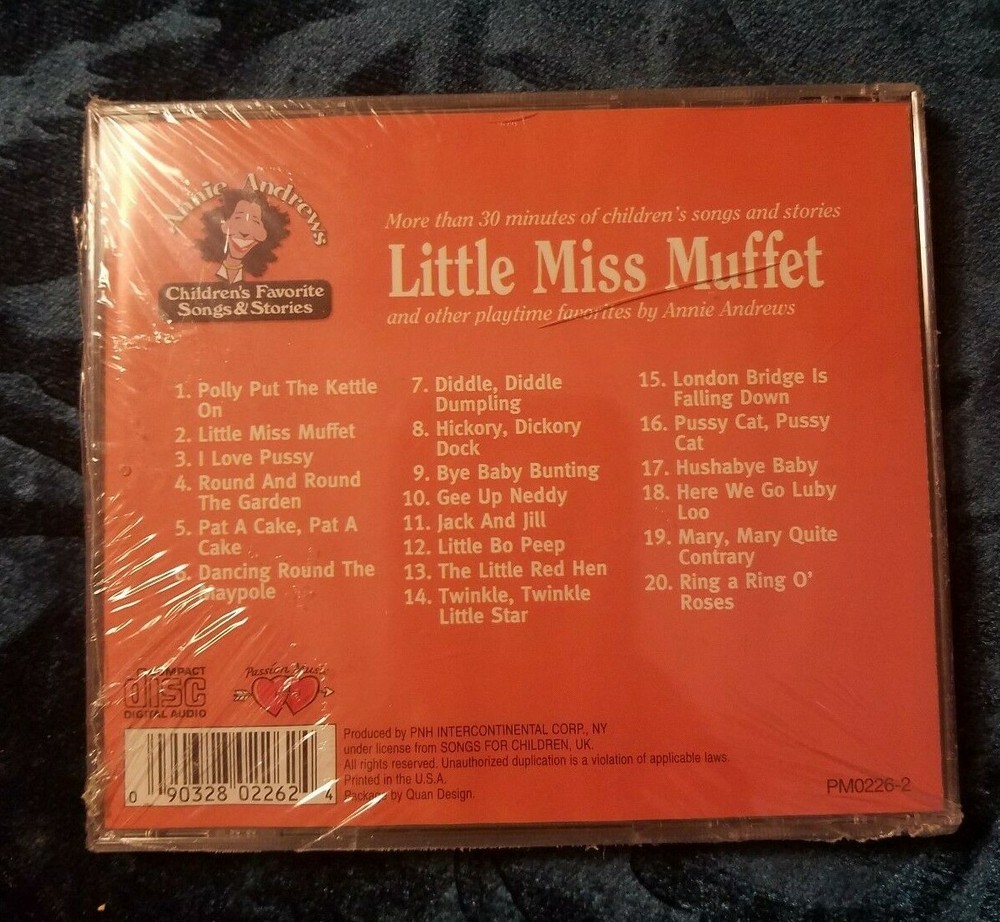 Annie Andrews
Children's Favorite
Songs & Stories
More than 30 minutes of children's songs and stories
Little Miss Muffet
and other playtime favorites by Annie Andrews
1. Polly Put The Kettle
On
2. Little Miss Muffet
3. I Love Pussy
4. Round And Round
The Garden
5. Pat A Cake, Pat A
Cake
6. Dancing Round The
Maypole
7. Diddle, Diddle
Dumpling
8. Hickory, Dickory
Dock
9. Bye Baby Bunting
10. Gee Up Neddy
11. Jack And Jill
12. Little Bo Peep
13. The Little Red Hen
14. Twinkle, Twinkle
Little Star
15. London Bridge Is
Falling Down
16. Pussy Cat, Pussy
Cat
17. Hushabye Baby
18. Here We Go Luby
Loo
19. Mary, Mary Quite
Contrary
20. Ring a Ring O'
Roses
COMPACT
disc
DIGITAL AUDIO
Passion Music
Produced by PNH INTERCONTINENTAL CORP., NY
under license from SONGS FOR CHILDREN, UK.
All rights reserved. Unauthorized duplication is a violation of applicable laws.
Printed in the U.S.A.
Package by Quan Design.
0 90328 02262 4
PM0226-2